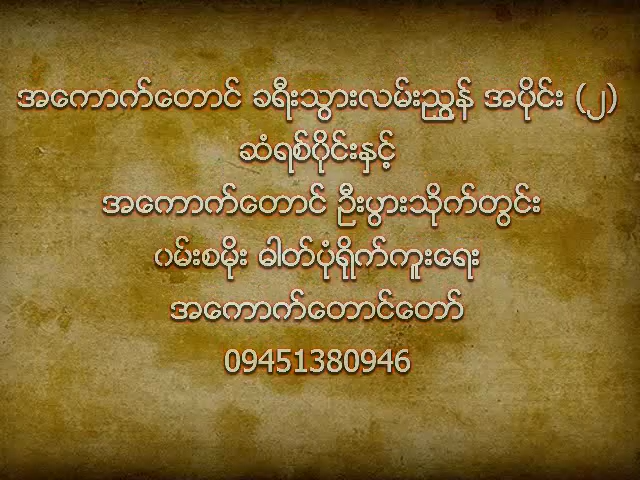 အကောက်တောင် ခရီးသွားလမ်းညွှန် အပိုင်း (၂)
ဆံရစ်ဝိုင်းနှင့်
အကောက်တောင် ဦးပွားသိုက်တွင်း
ဝမ်းစမိုး ဓါတ်ပုံရိုက်ကူးရေး
အကောက်တောင်တော်
09451380946